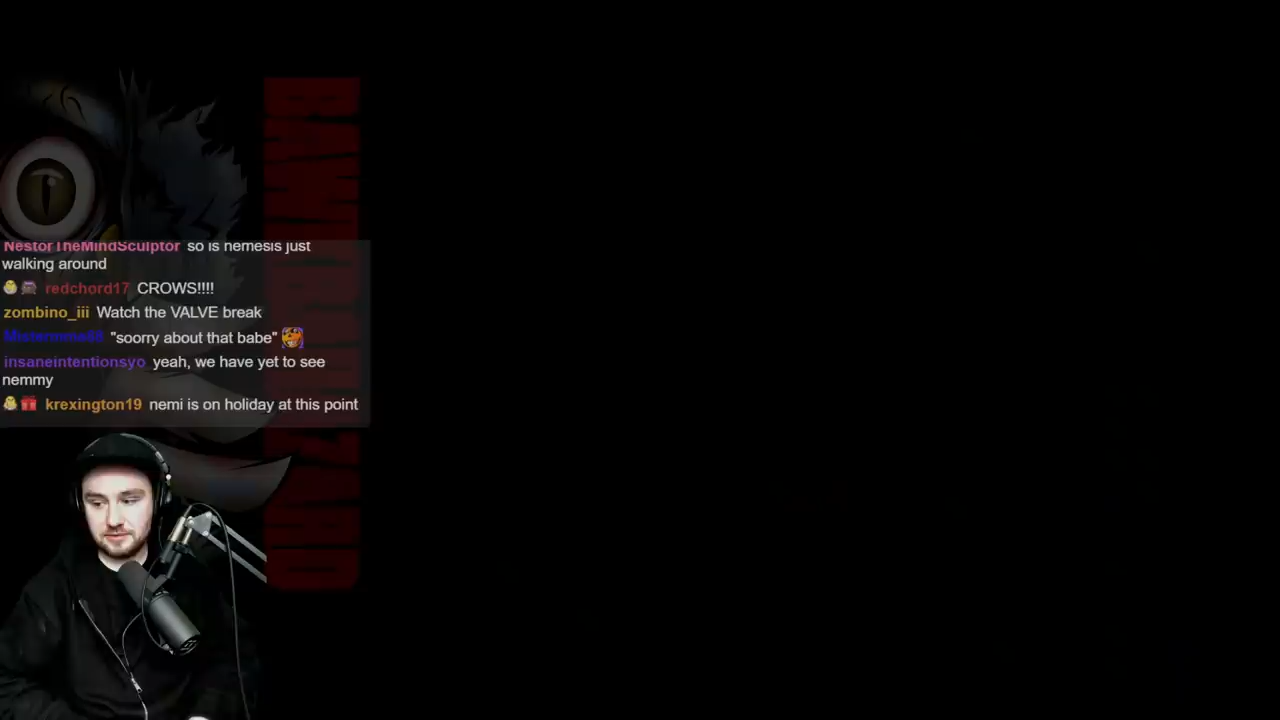 NestorTheMindSculptor so is nemesis just
walking around
redchord17 CROWS!!!!
zombino_iii Watch the VALVE break
"soorry about that babe"
insaneintentionsyo yeah, we have yet to see
nemmy
krexington19 nemi is on holiday at this point